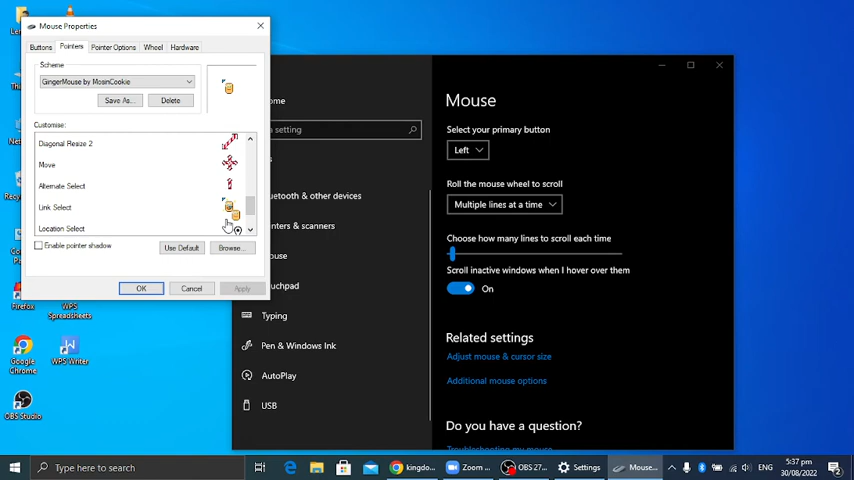 Mouse Properties
Buttons Pointers Pointer Options Wheel Hardware
Scheme
GingerMouse by MosinCookie
Save As... Delete
Customise:
Diagonal Resize 2
Move
Alternate Select
Link Select
Location Select
Enable pointer shadow Use Default Browse...
OK Cancel Apply
ome
a setting
uetooth & other devices
nters & scanners
use
uchpad
Typing
Pen & Windows Ink
AutoPlay
USB
Mouse
Select your primary button
Left
Roll the mouse wheel to scroll
Multiple lines at a time
Choose how many lines to scroll each time
Scroll inactive windows when I hover over them
On
Related settings
Adjust mouse & cursor size
Additional mouse options
Do you have a question?
Firefox
WPS Spreadsheets
Google Chrome
WPS Writer
OBS Studio
Type here to search
kingdo...
Zoom ...
OBS 27...
Settings
Mouse...
ENG
5:37 pm
30/08/2022
2